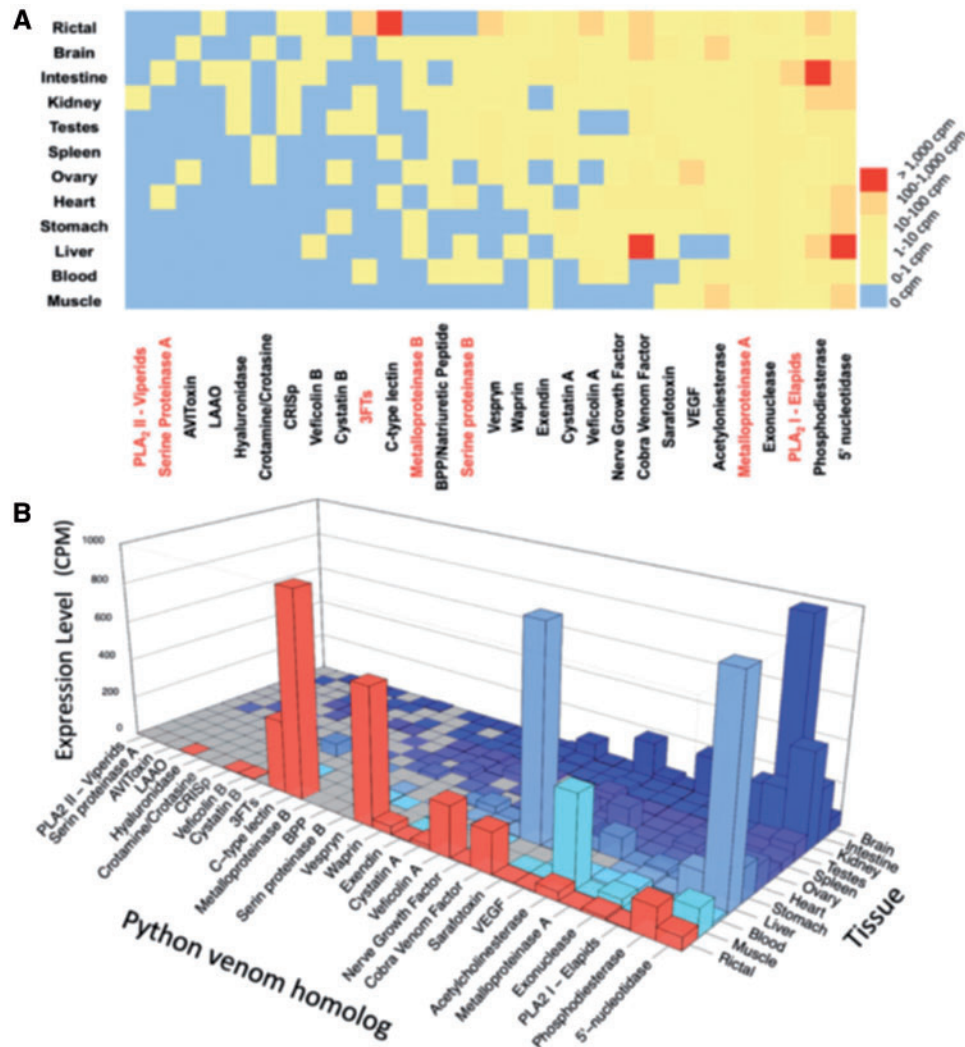 A
Rictal
Brain
Intestine
Kidney
Testes
Spleen
Ovary
Heart
Stomach
Liver
Blood
Muscle
> 1,000 cpm
100-1,000 cpm
10-100 cpm
1-10 cpm
0-1 cpm
0 cpm
PLA₂ II - Viperids
Serine Proteinase A
AVIToxin
LAAO
Hyaluronidase
Crotamine/Crotasine
CRISp
Veficolin B
Cystatin B
3FTs
C-type lectin
Metalloproteinase B
BPP/Natriuretic Peptide
Serine proteinase B
Vespryn
Waprin
Exendin
Cystatin A
Veficolin A
Nerve Growth Factor
Cobra Venom Factor
Sarafotoxin
VEGF
Acetyloniesterase
Metalloproteinase A
Exonuclease
PLA₂ I - Elapids
Phosphodiesterase
5' nucleotidase
B
Expression Level (CPM)
1000
800
600
400
200
0
PLA2 II – Viperids
Serin proteinase A
AVIToxin
LAAO
Hyluronidase
Crotamine/Crotasine
CRISp
Veficolin B
Cystatin B
3FTs
C–type lectin
Metalloproteinase B
BPP
Serin proteinase B
Vespryn
Waprin
Exendin
Cystatin A
Veficolin A
Nerve Growth Factor
Cobra Venom Factor
Sarafotoxin
VEGF
Acetylcholinesterase
Metalloproteinase A
Exonuclease
PLA2 I – Elapids
Phosphodiesterase
5'–nucleotidase
Python venom homolog
Brain
Intestine
Kidney
Testes
Spleen
Ovary
Heart
Stomach
Liver
Blood
Muscle
Rictal
Tissue